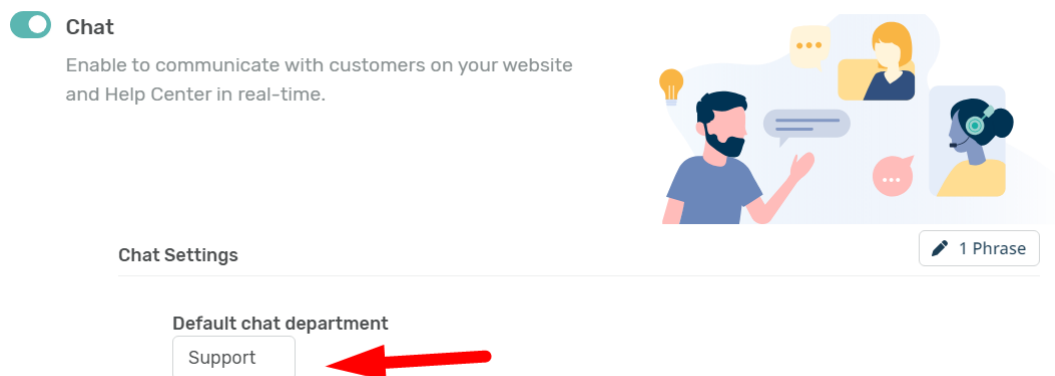 Chat
Enable to communicate with customers on your website
and Help Center in real-time.
Chat Settings
1 Phrase
Default chat department
Support